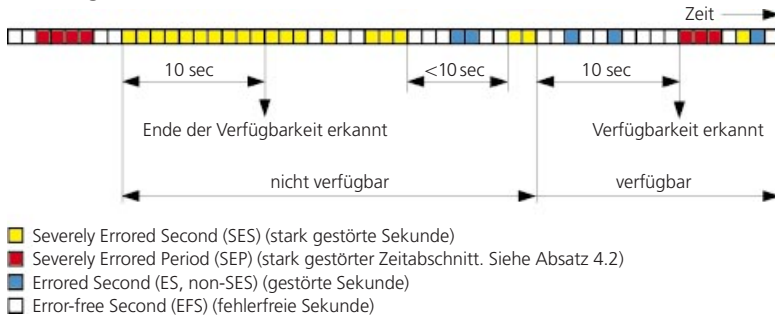 Zeit
10 sec
<10 sec
10 sec
Ende der Verfügbarkeit erkannt
Verfügbarkeit erkannt
nicht verfügbar
verfügbar
Severely Errored Second (SES) (stark gestörte Sekunde)
Severely Errored Period (SEP) (stark gestörter Zeitabschnitt. Siehe Absatz 4.2)
Errored Second (ES, non-SES) (gestörte Sekunde)
Error-free Second (EFS) (fehlerfreie Sekunde)